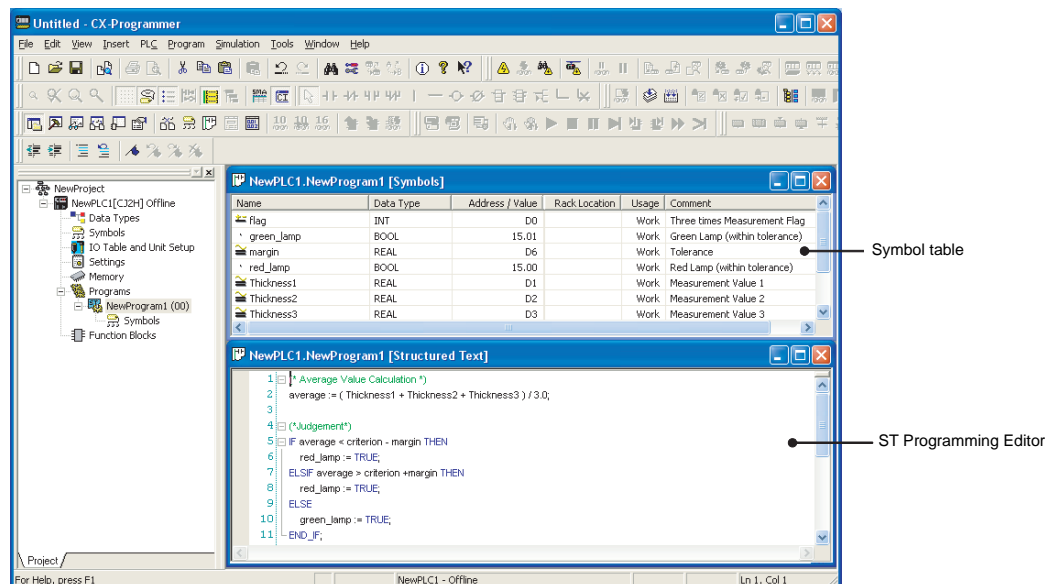 Untitled - CX-Programmer
File Edit View Insert PLC Program Simulation Tools Window Help
NewProject
NewPLC1[CJ2H] Offline
Data Types
Symbols
IO Table and Unit Setup
Settings
Memory
Programs
NewProgram1 (00)
Symbols
Function Blocks
Project
NewPLC1.NewProgram1 [Symbols]
Name Data Type Address / Value Rack Location Usage Comment
flag INT D0 Work Three times Measurement Flag
green_lamp BOOL 15.01 Work Green Lamp (within tolerance)
margin REAL D6 Work Tolerance
red_lamp BOOL 15.00 Work Red Lamp (within tolerance)
Thickness1 REAL D1 Work Measurement Value 1
Thickness2 REAL D2 Work Measurement Value 2
Thickness3 REAL D3 Work Measurement Value 3
Symbol table
NewPLC1.NewProgram1 [Structured Text]
1 (* Average Value Calculation *)
2 average := ( Thickness1 + Thickness2 + Thickness3 ) / 3.0;
3
4 (*Judgement*)
5 IF average < criterion - margin THEN
6 red_lamp := TRUE;
7 ELSIF average > criterion +margin THEN
8 red_lamp := TRUE;
9 ELSE
10 green_lamp := TRUE;
11 END_IF;
ST Programming Editor
For Help, press F1
NewPLC1 - Offline
Ln 1, Col 1